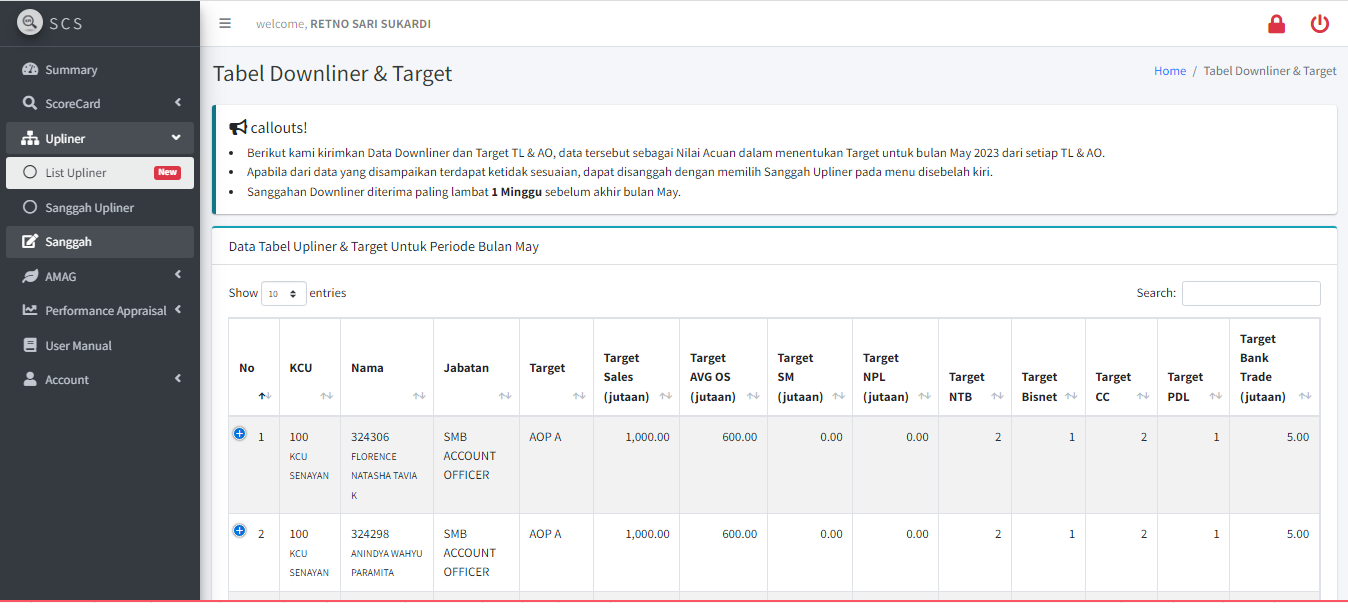 SCS
welcome, RETNO SARI SUKARDI
Summary
ScoreCard
Upliner
List Upliner New
Sanggah Upliner
Sanggah
AMAG
Performance Appraisal
User Manual
Account
Tabel Downliner & Target
Home / Tabel Downliner & Target
callouts!
Berikut kami kirimkan Data Downliner dan Target TL & AO, data tersebut sebagai Nilai Acuan dalam menentukan Target untuk bulan May 2023 dari setiap TL & AO.
Apabila dari data yang disampaikan terdapat ketidak sesuaian, dapat disanggah dengan memilih Sanggah Upliner pada menu disebelah kiri.
Sanggahan Downliner diterima paling lambat 1 Minggu sebelum akhir bulan May.
Data Tabel Upliner & Target Untuk Periode Bulan May
Show 10 entries
Search:
No
KCU
Nama
Jabatan
Target
Target
Sales
(jutaan)
Target
AVG OS
(jutaan)
Target
SM
(jutaan)
Target
NPL
(jutaan)
Target
NTB
Target
Bisnet
Target
CC
Target
PDL
Target
Bank
Trade
(jutaan)
1
100
KCU
SENAYAN
324306
FLORENCE
NATASHA TAVIA
K
SMB
ACCOUNT
OFFICER
AOP A
1,000.00
600.00
0.00
0.00
2
1
2
1
5.00
2
100
KCU
SENAYAN
324298
ANINDYA WAHYU
PARAMITA
SMB
ACCOUNT
OFFICER
AOP A
1,000.00
600.00
0.00
0.00
2
1
2
1
5.00